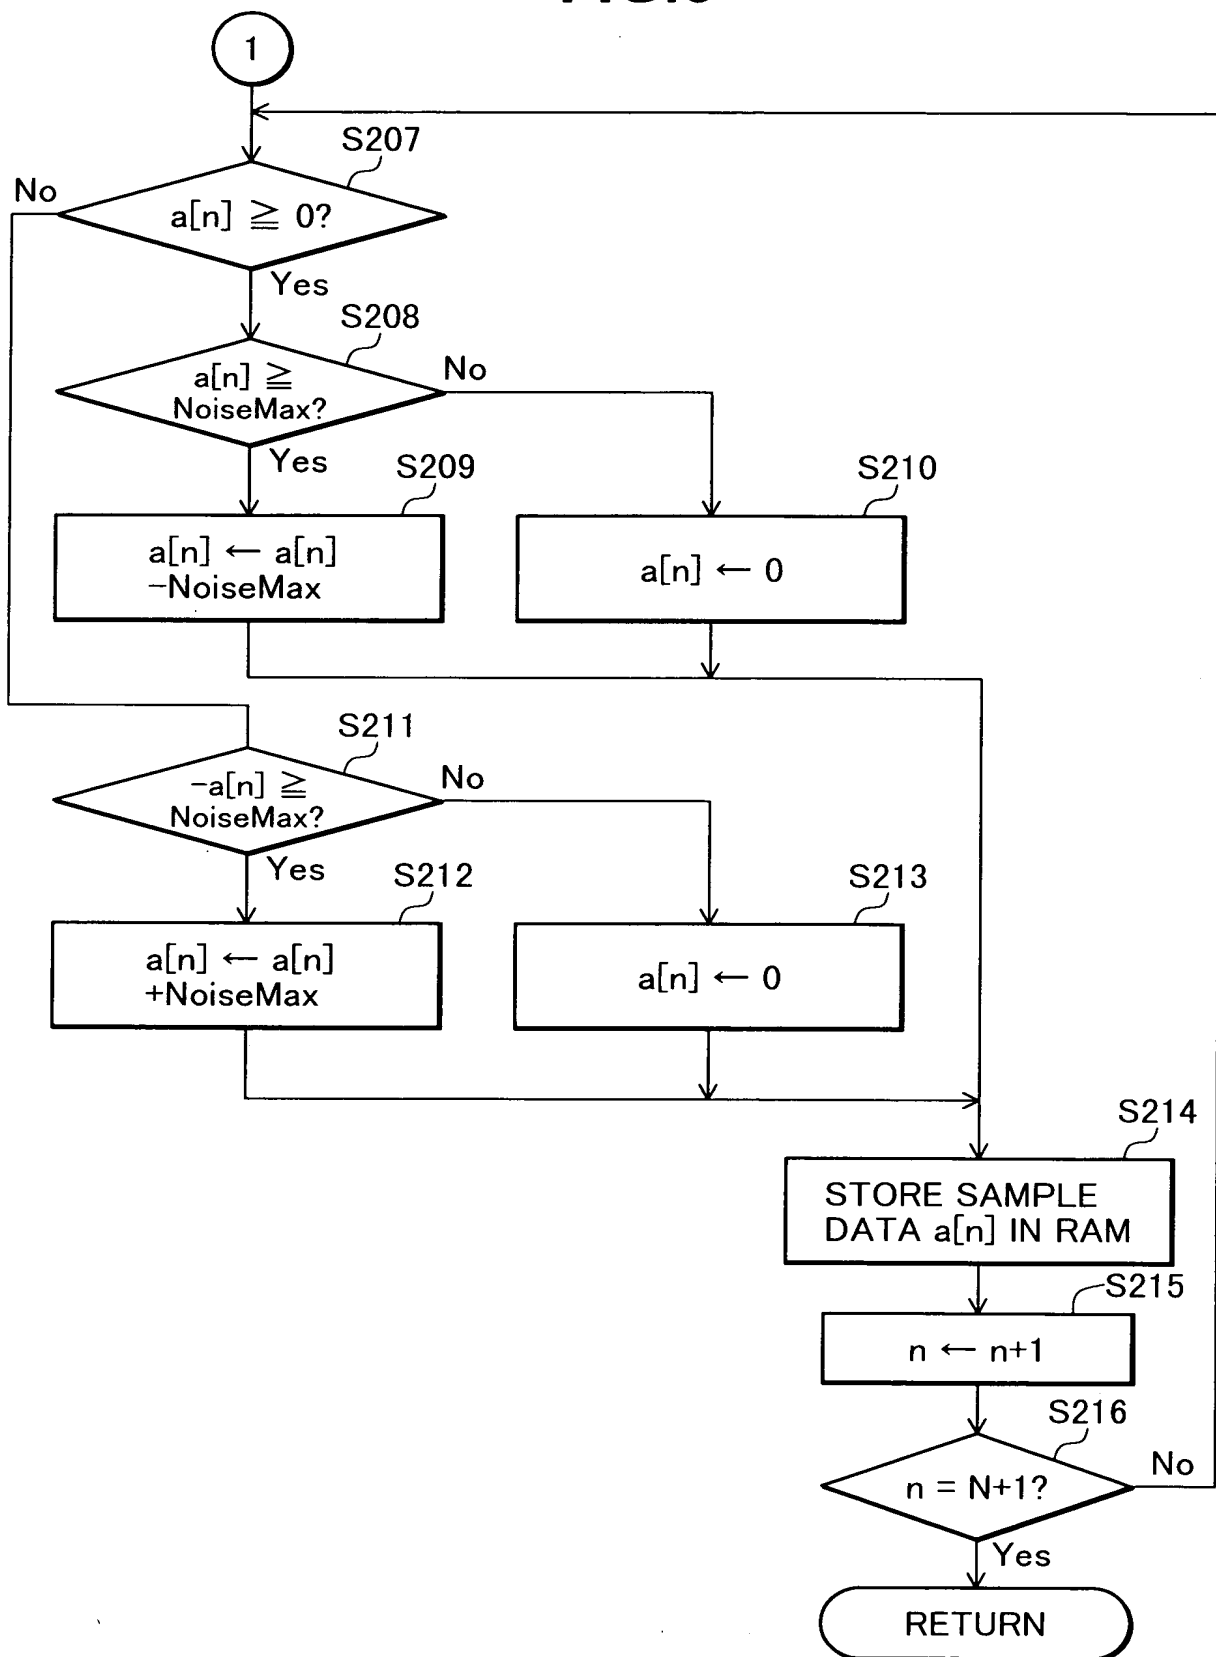 1
S207
No
a[n] ≧ 0?
Yes
S208
a[n] ≧
NoiseMax?
No
Yes
S209
a[n] ← a[n]
−NoiseMax
S210
a[n] ← 0
S211
-a[n] ≧
NoiseMax?
No
Yes
S212
a[n] ← a[n]
+NoiseMax
S213
a[n] ← 0
S214
STORE SAMPLE
DATA a[n] IN RAM
S215
n ← n+1
S216
n = N+1?
No
Yes
RETURN